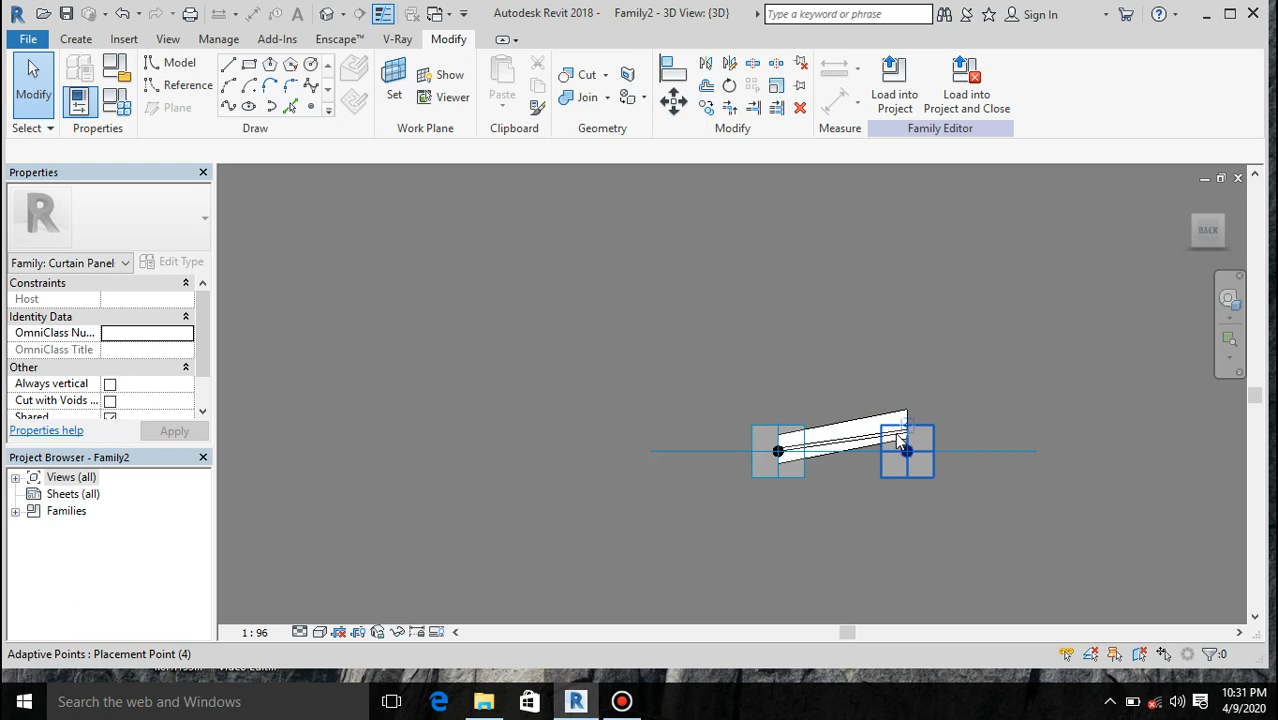 Autodesk Revit 2018 - Family2 - 3D View: {3D}
Type a keyword or phrase
Sign In
File
Create
Insert
View
Manage
Add-Ins
Enscape™
V-Ray
Modify
Modify
Model
Reference
Plane
Set
Show
Viewer
Paste
Cut
Join
Load into
Project
Load into
Project and Close
Select
Properties
Draw
Work Plane
Clipboard
Geometry
Modify
Measure
Family Editor
Properties
R
Family: Curtain Panel
Edit Type
Constraints
Host
Identity Data
OmniClass Nu...
OmniClass Title
Other
Always vertical
Cut with Voids ...
Shared
Properties help
Apply
Project Browser - Family2
Views (all)
Sheets (all)
Families
BACK
1 : 96
Adaptive Points : Placement Point (4)
:0
Search the web and Windows
10:31 PM
4/9/2020